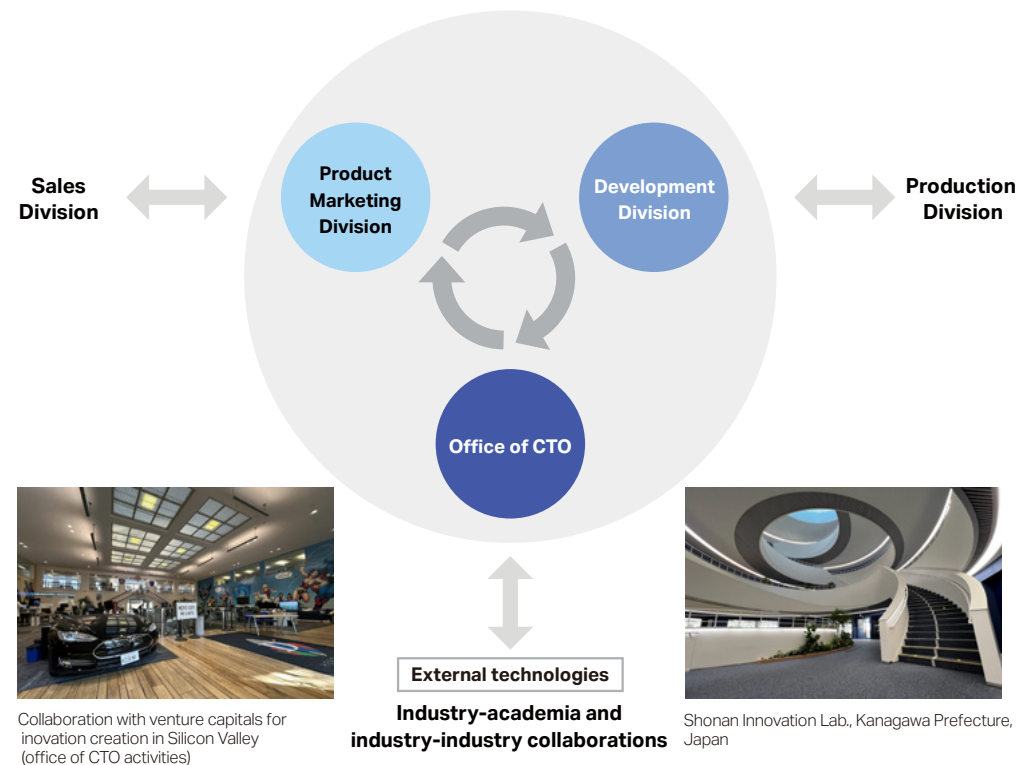 Product
Marketing
Division
Development
Division
Sales
Division
Production
Division
Office of CTO
External technologies
Industry-academia and
industry-industry collaborations
Collaboration with venture capitals for
inovation creation in Silicon Valley
(office of CTO activities)
Shonan Innovation Lab., Kanagawa Prefecture,
Japan